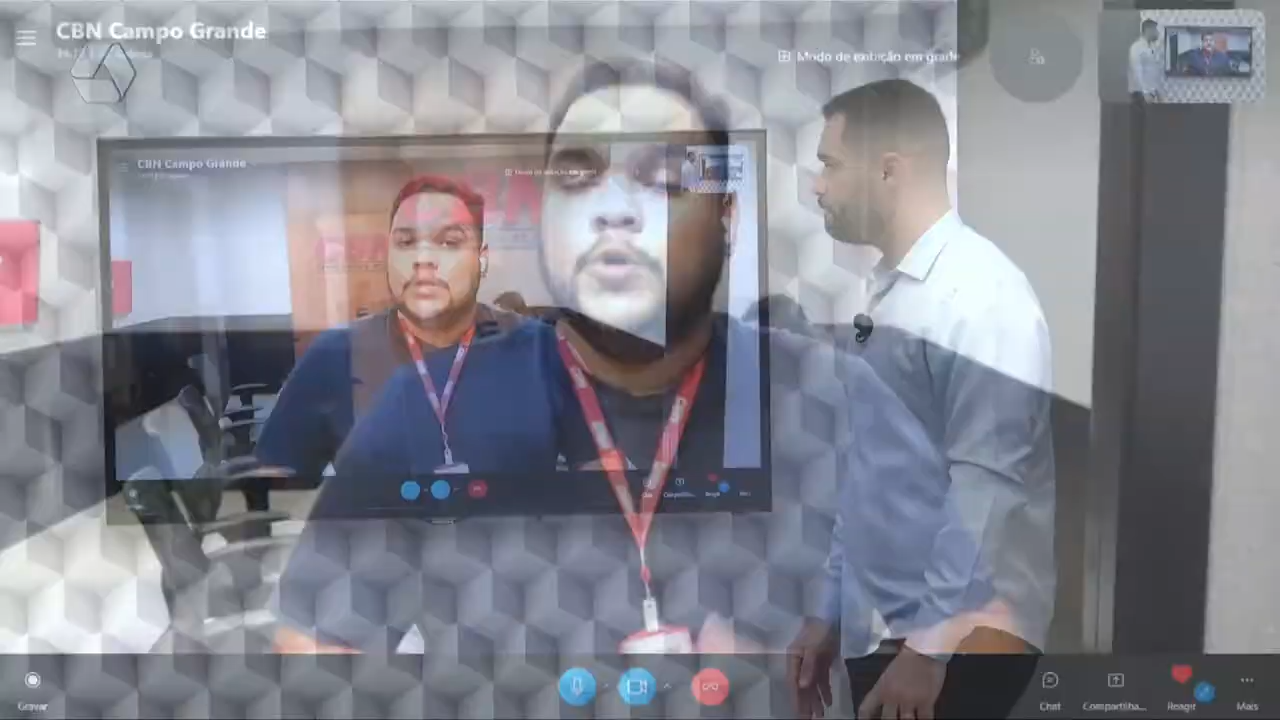 CBN Campo Grande
Modo de exibição em grade
CBN Campo Grande
Gravar
Chat
Compartilha...
Reagir
Mais